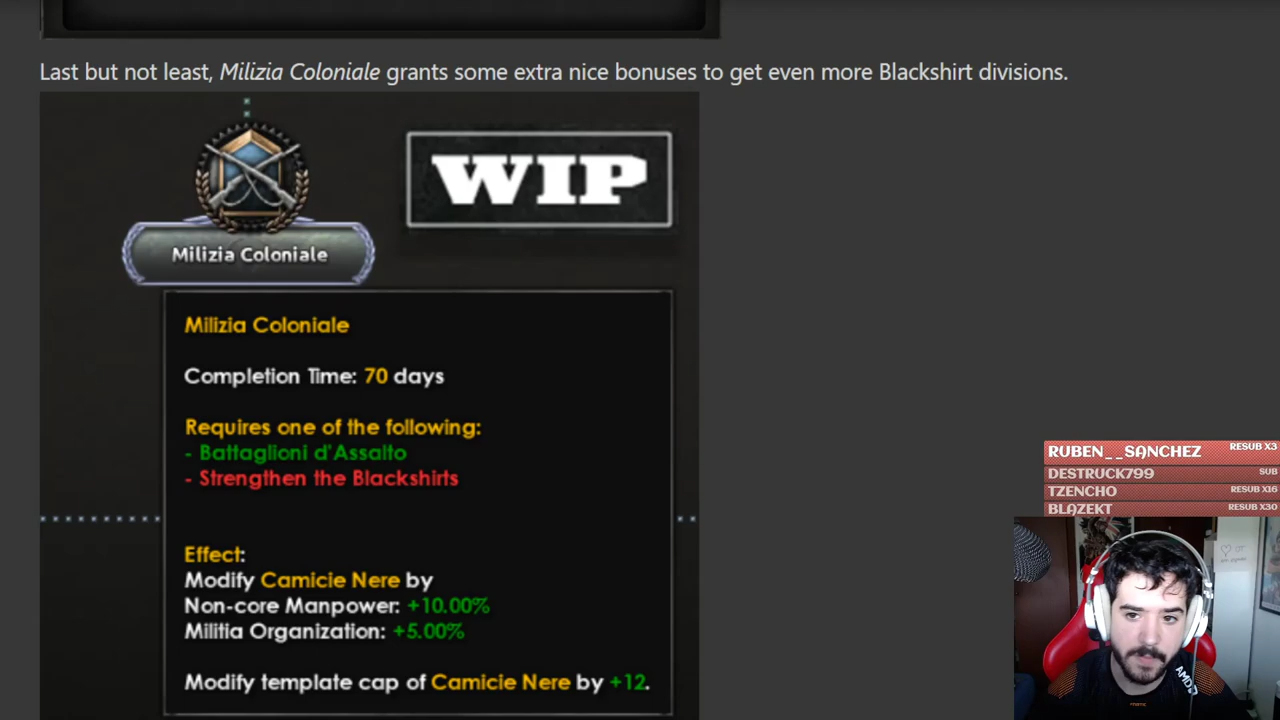 Last but not least, Milizia Coloniale grants some extra nice bonuses to get even more Blackshirt divisions.
WIP
Milizia Coloniale
Milizia Coloniale
Completion Time: 70 days
Requires one of the following:
- Battaglioni d'Assalto
- Strengthen the Blackshirts
Effect:
Modify Camicie Nere by
Non-core Manpower: +10.00%
Militia Organization: +5.00%
Modify template cap of Camicie Nere by +12.
RUBEN__SANCHEZ RESUB X3
DESTRUCK799 SUB
TZENCHO RESUB X16
BLAZEKT RESUB X30
AMD